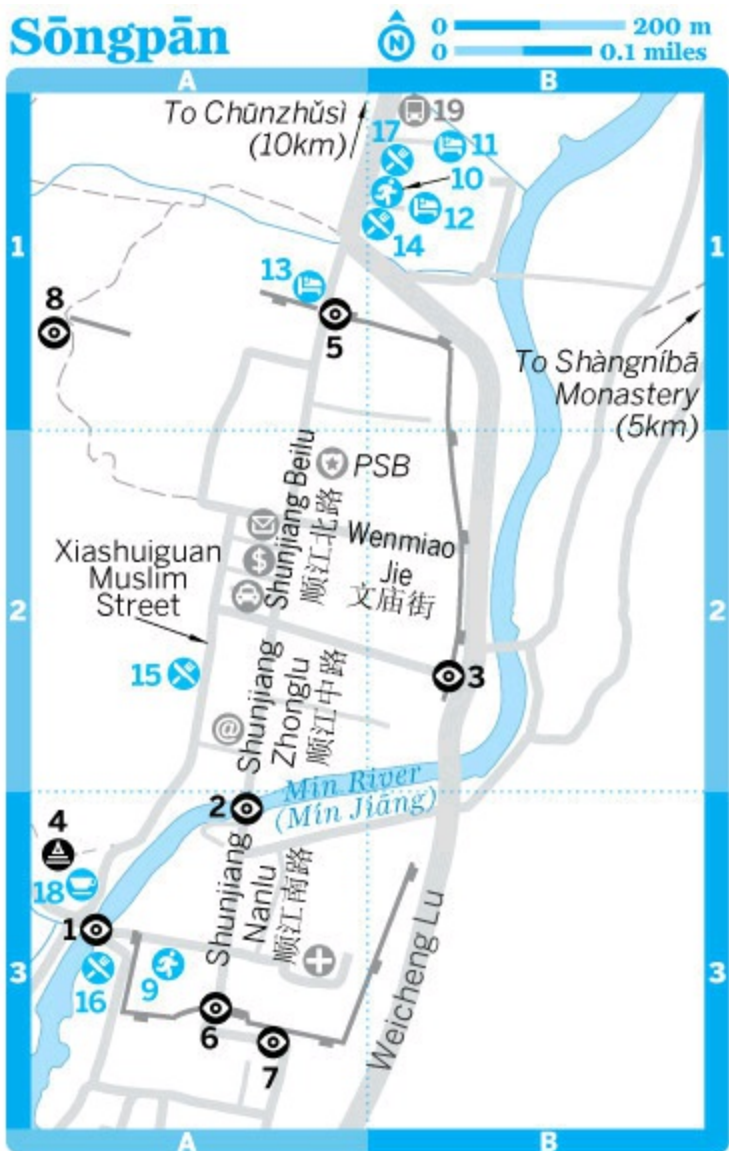 Sōngpān
N
0 200 m
0 0.1 miles
A B
To Chūnzhǔsì
(10km)
19
17
11
10
12
14
1 1
13
8
5
To Shàngníbā
Monastery
(5km)
Shunjiang Beilu
顺江北路
PSB
$
Wenmiao
Jie
文庙街
Xiashuiguan
Muslim
Street
2 2
15
3
@
Shunjiang
Zhonglu
顺江中路
2
Min River
(Mín Jiāng)
4
18
Shunjiang
Nanlu
顺江南路
1
Weicheng Lu
3 3
16
9
6
7
A B